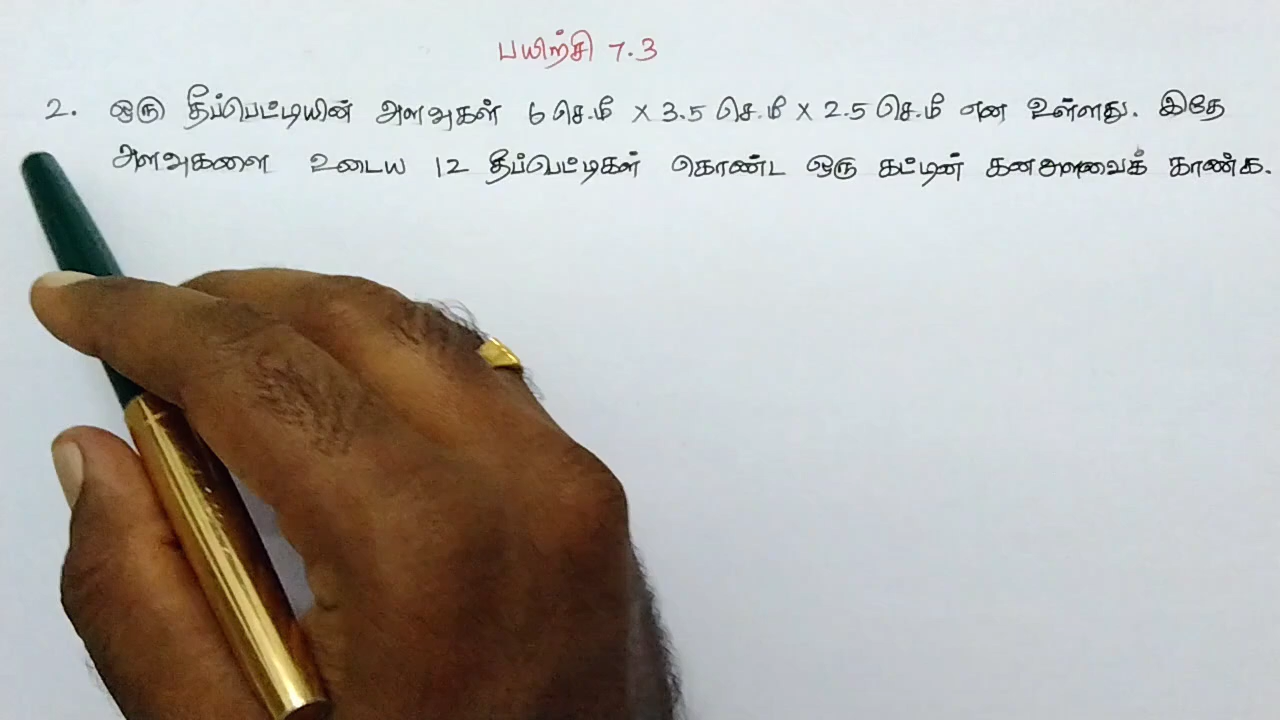 பயிற்சி 7.3
2. ஒரு தீப்பெட்டியின் அளவுகள் 6 செ.மீ x 3.5 செ.மீ x 2.5 செ.மீ என உள்ளது. இதே
அளவுகளை உடைய 12 தீப்பெட்டிகள் கொண்ட ஒரு கட்டின் கனஅளவைக் காண்க.